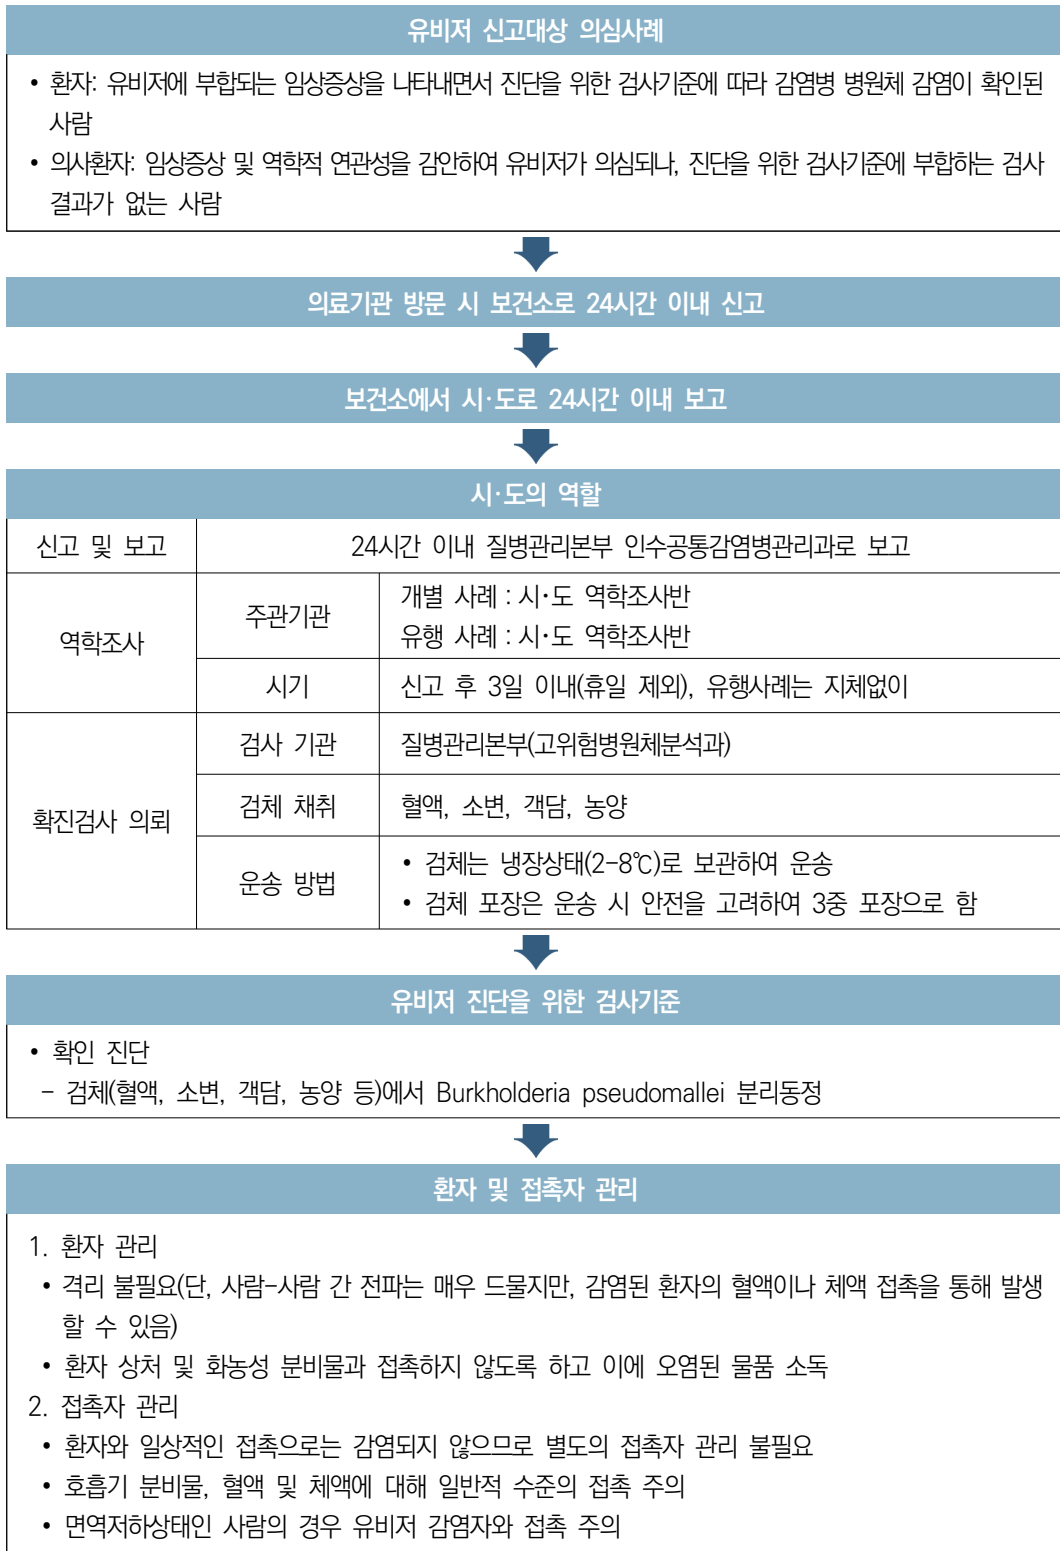 유비저 신고대상 의심사례
• 환자: 유비저에 부합되는 임상증상을 나타내면서 진단을 위한 검사기준에 따라 감염병 병원체 감염이 확인된
사람
• 의사환자: 임상증상 및 역학적 연관성을 감안하여 유비저가 의심되나, 진단을 위한 검사기준에 부합하는 검사
결과가 없는 사람
의료기관 방문 시 보건소로 24시간 이내 신고
보건소에서 시·도로 24시간 이내 보고
시·도의 역할
신고 및 보고
24시간 이내 질병관리본부 인수공통감염병관리과로 보고
역학조사
주관기관
개별 사례 : 시·도 역학조사반
유행 사례 : 시·도 역학조사반
시기
신고 후 3일 이내(휴일 제외), 유행사례는 지체없이
확진검사 의뢰
검사 기관
질병관리본부(고위험병원체분석과)
검체 채취
혈액, 소변, 객담, 농양
운송 방법
• 검체는 냉장상태(2-8℃)로 보관하여 운송
• 검체 포장은 운송 시 안전을 고려하여 3중 포장으로 함
유비저 진단을 위한 검사기준
• 확인 진단
- 검체(혈액, 소변, 객담, 농양 등)에서 Burkholderia pseudomallei 분리동정
환자 및 접촉자 관리
1. 환자 관리
• 격리 불필요(단, 사람-사람 간 전파는 매우 드물지만, 감염된 환자의 혈액이나 체액 접촉을 통해 발생
할 수 있음)
• 환자 상처 및 화농성 분비물과 접촉하지 않도록 하고 이에 오염된 물품 소독
2. 접촉자 관리
• 환자와 일상적인 접촉으로는 감염되지 않으므로 별도의 접촉자 관리 불필요
• 호흡기 분비물, 혈액 및 체액에 대해 일반적 수준의 접촉 주의
• 면역저하상태인 사람의 경우 유비저 감염자와 접촉 주의